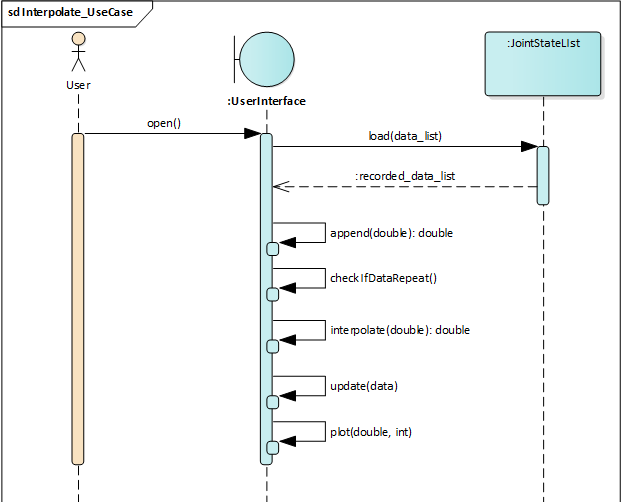 sd Interpolate_UseCase
User
:UserInterface
:JointStateLIst
open()
load(data_list)
:recorded_data_list
append(double): double
checkIfDataRepeat()
interpolate(double): double
update(data)
plot(double, int)